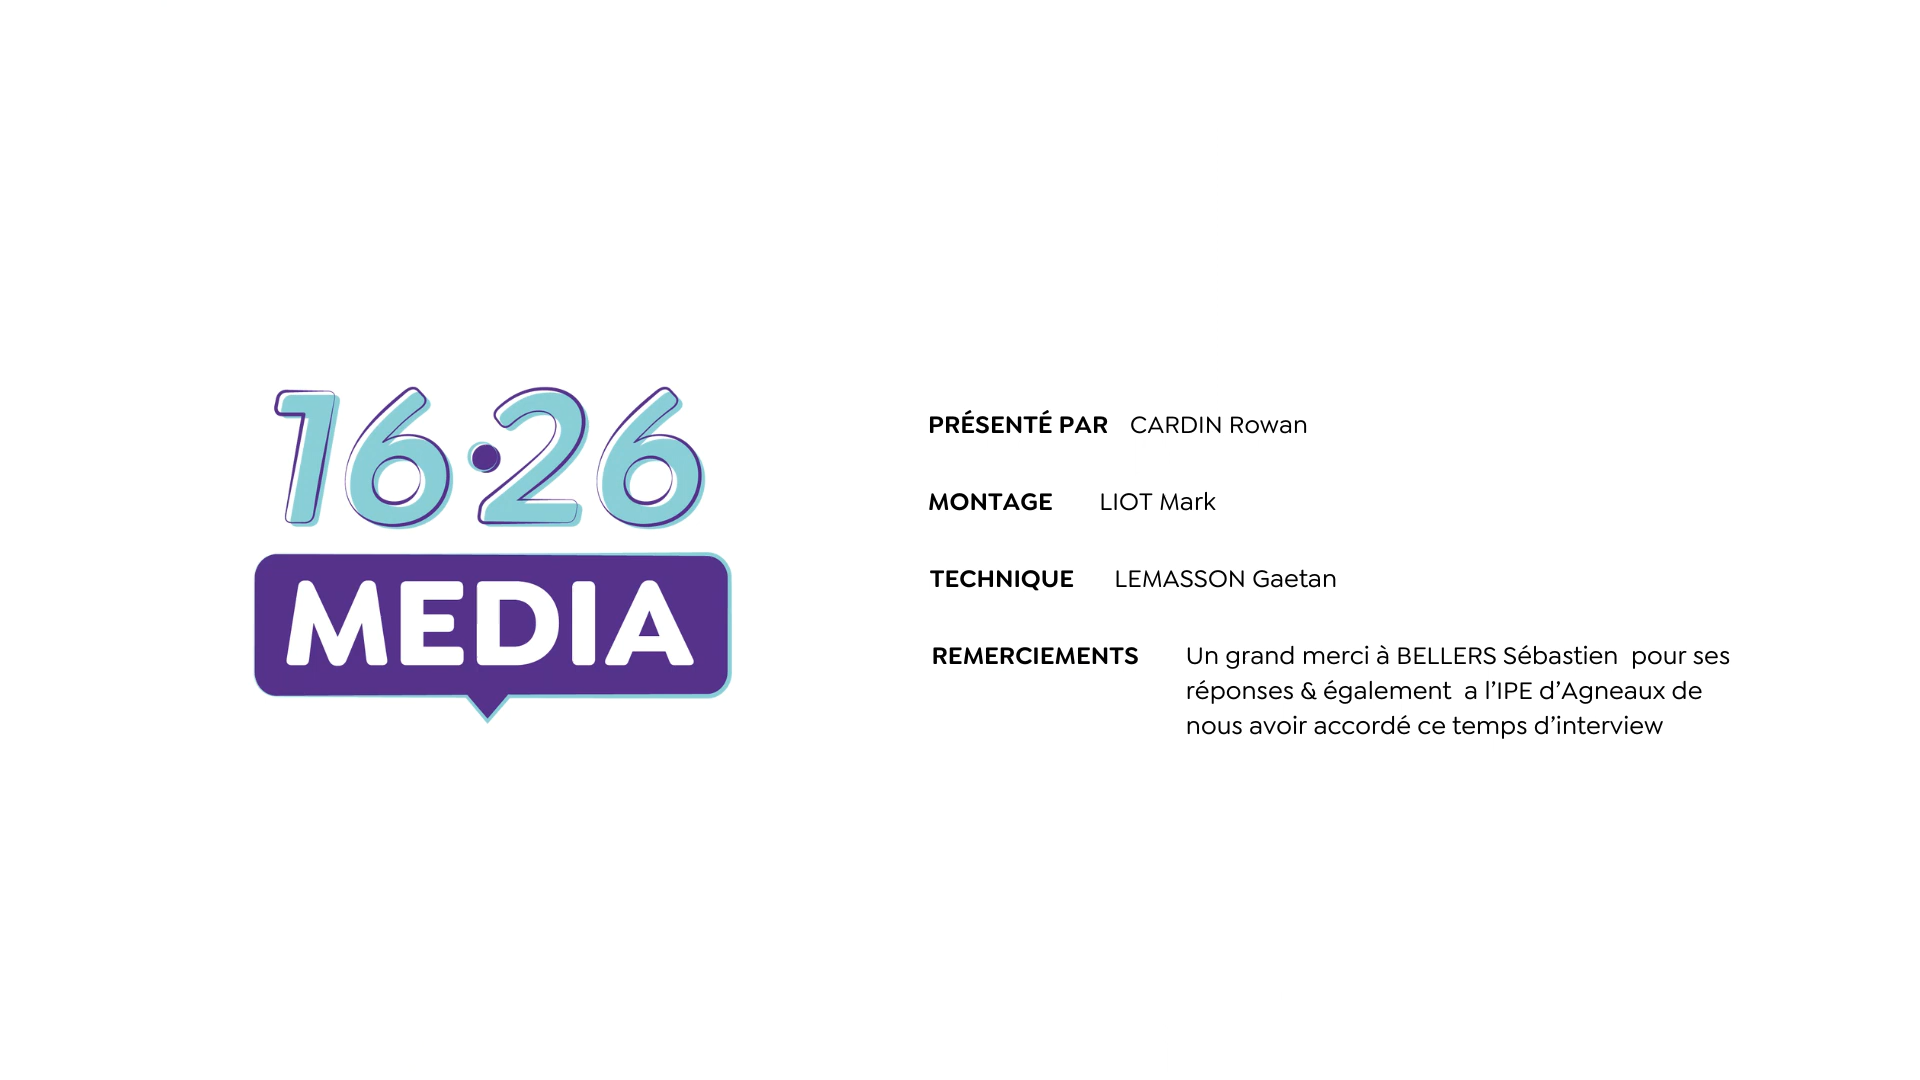 16·26
MEDIA
PRÉSENTÉ PAR CARDIN Rowan
MONTAGE LIOT Mark
TECHNIQUE LEMASSON Gaetan
REMERCIEMENTS Un grand merci à BELLERS Sébastien pour ses
réponses & également a l’IPE d’Agneaux de
nous avoir accordé ce temps d’interview